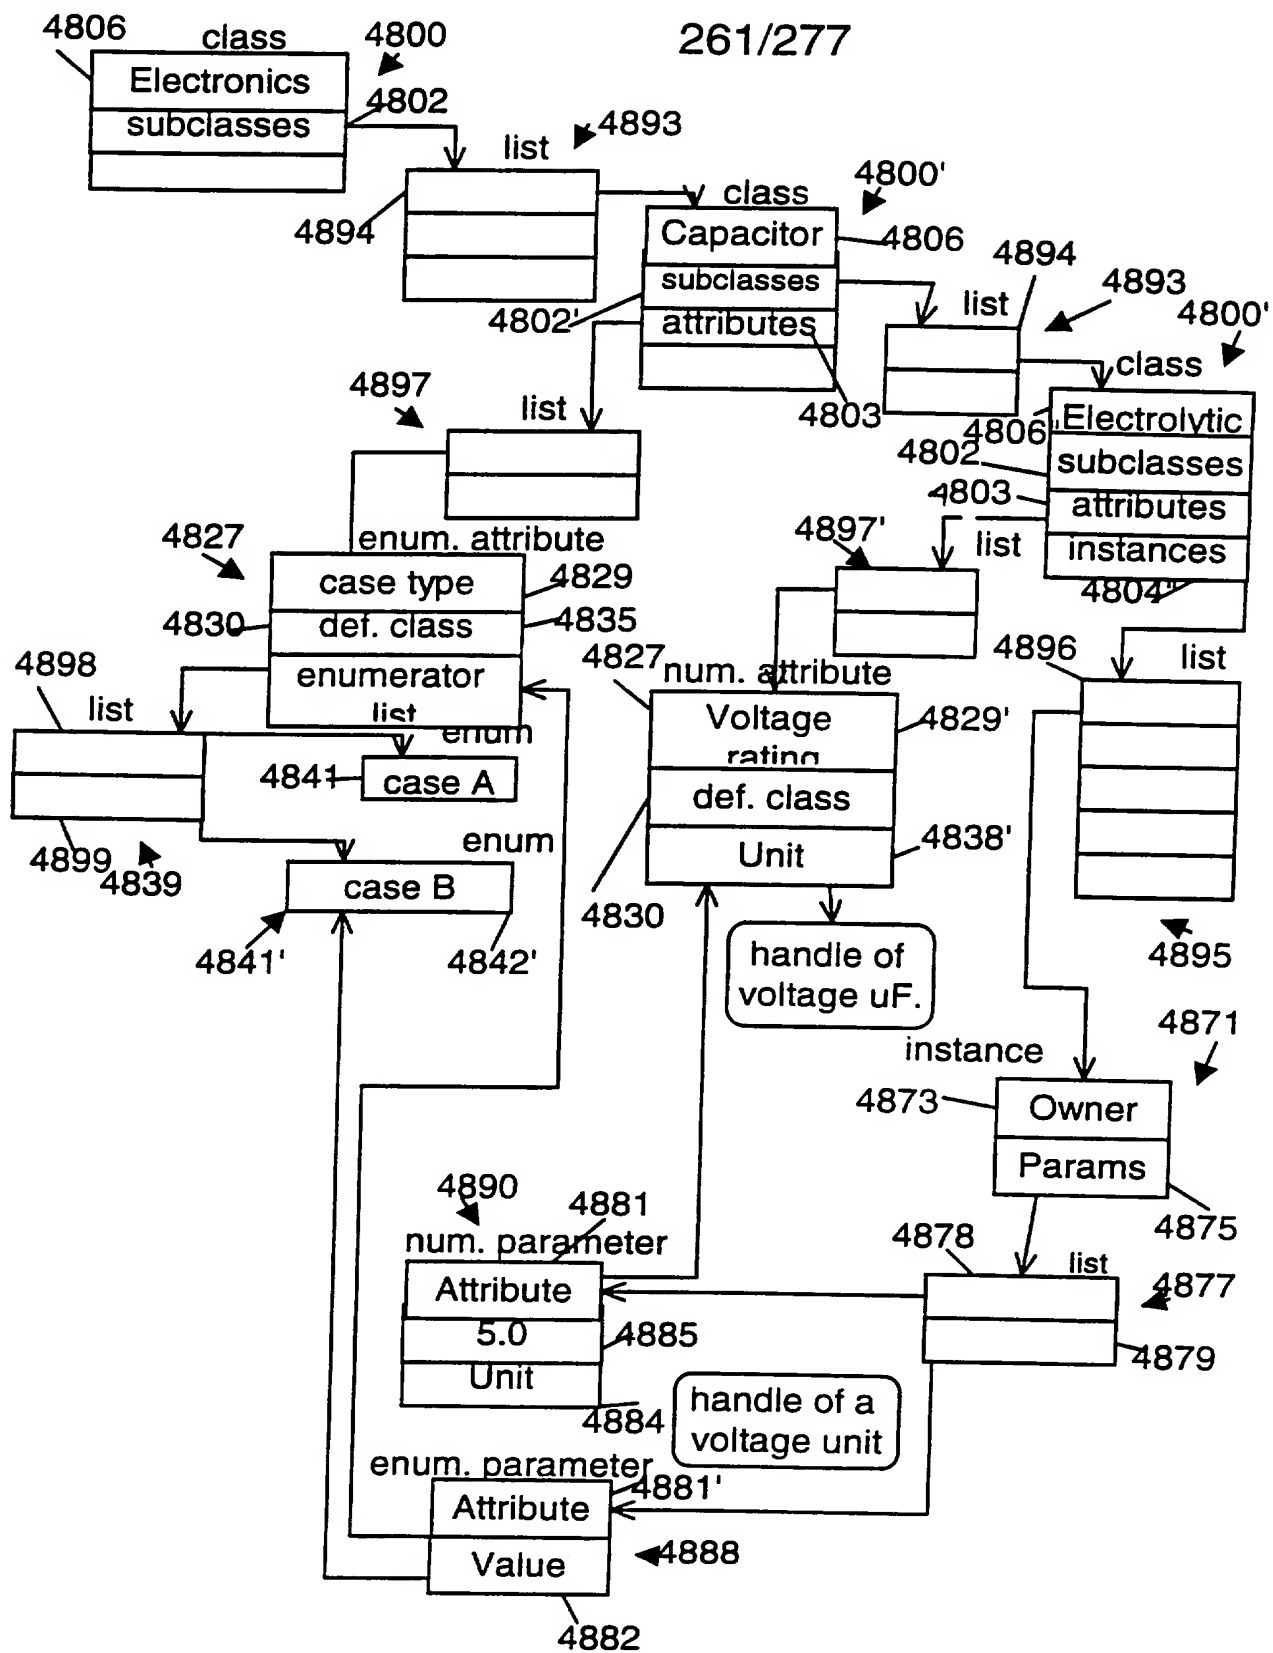 261/277
4806
class
4800
Electronics
4802
subclasses
list
4893
4894
class
4800'
Capacitor
4806
subclasses
4802'
attributes
4803
4894
list
4893
4800'
class
4806'
Electrolytic
4802
subclasses
4803
attributes
instances
4804'
4897
list
enum. attribute
4827
case type
4829
4830
def. class
4835
enumerator
list
4898
list
enum
4841
case A
4899
4839
enum
case B
4841'
4842'
4897'
list
4827
num. attribute
Voltage
rating
4829'
def. class
Unit
4838'
4830
handle of
voltage uF.
4896
list
4895
4871
instance
4873
Owner
Params
4875
4878
list
4877
4879
4890
4881
num. parameter
Attribute
5.0
4885
Unit
4884
handle of a
voltage unit
enum. parameter
4881'
Attribute
Value
4888
4882